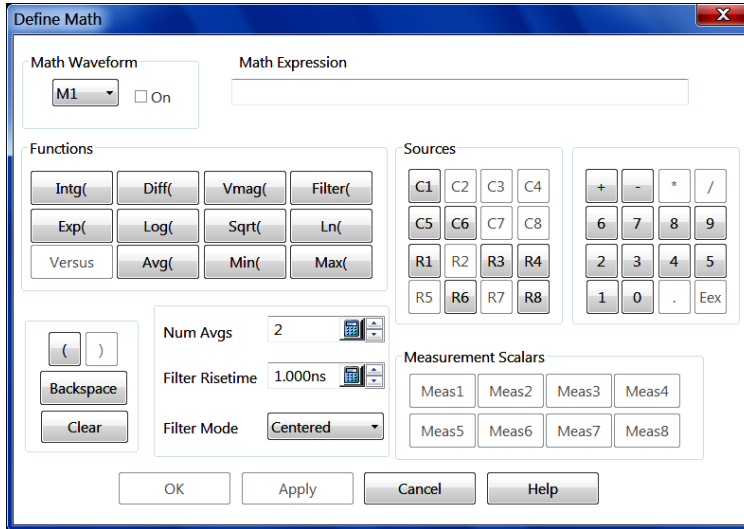 Define Math
X
Math Waveform
Math Expression
M1
On
Functions
Intg( Diff( Vmag( Filter(
Exp( Log( Sqrt( Ln(
Versus Avg( Min( Max(
Sources
C1 C2 C3 C4
C5 C6 C7 C8
R1 R2 R3 R4
R5 R6 R7 R8
+ - * /
6 7 8 9
2 3 4 5
1 0 . Eex
( )
Backspace
Clear
Num Avgs 2
Filter Risetime 1.000ns
Filter Mode Centered
Measurement Scalars
Meas1 Meas2 Meas3 Meas4
Meas5 Meas6 Meas7 Meas8
OK Apply Cancel Help